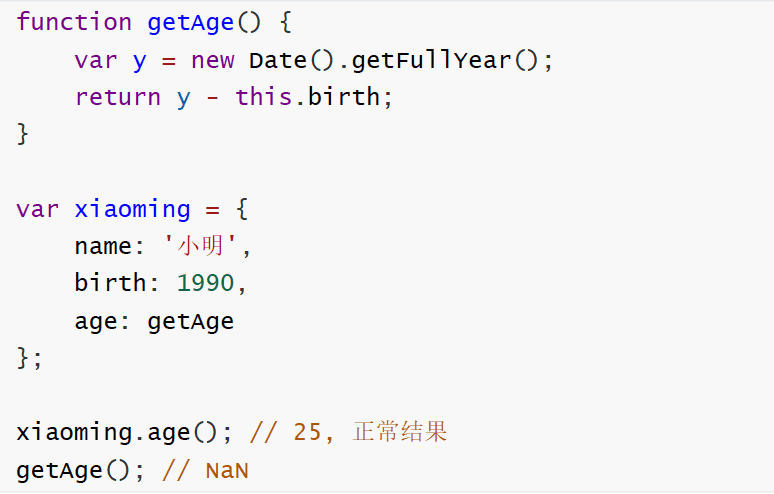 function getAge() {
    var y = new Date().getFullYear();
    return y - this.birth;
}

var xiaoming = {
    name: '小明',
    birth: 1990,
    age: getAge
};

xiaoming.age(); // 25, 正常结果
getAge(); // NaN